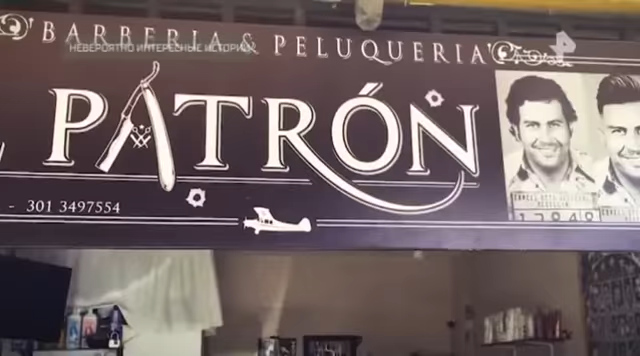 BARBERIA & PELUQUERIA
НЕВЕРОЯТНО ИНТЕРЕСНЫЕ ИСТОРИИ
PATRÓN
- 301 3497554